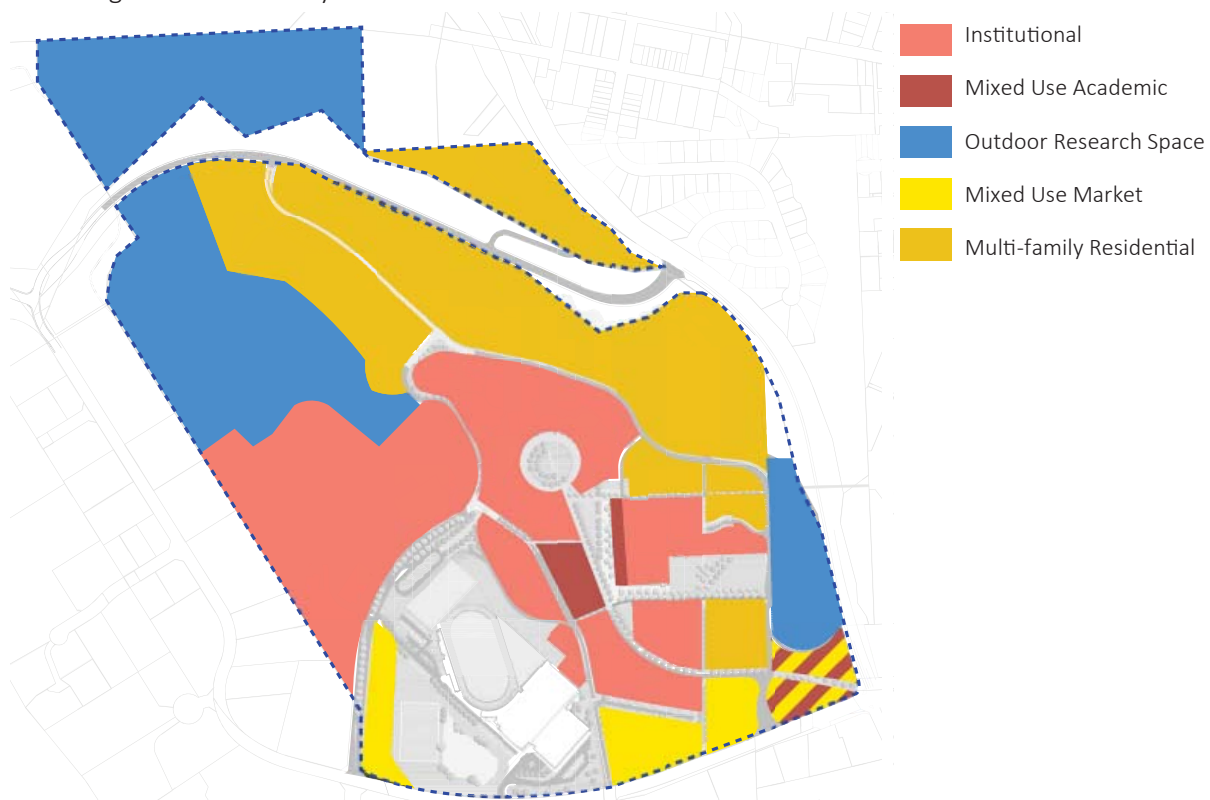 Institutional
Mixed Use Academic
Outdoor Research Space
Mixed Use Market
Multi-family Residential